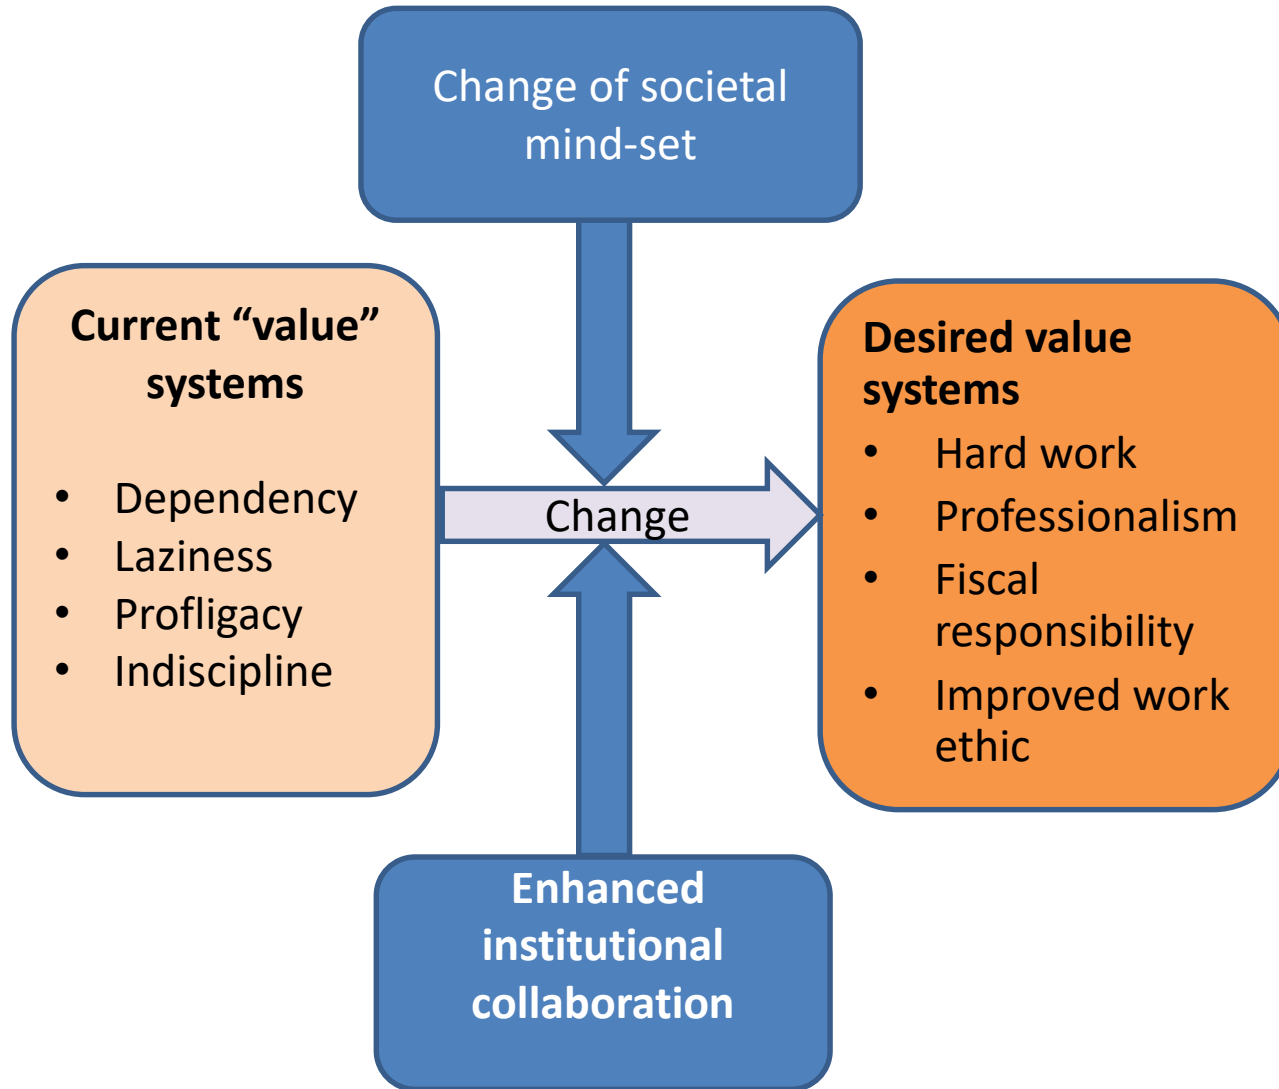 Change of societal
mind-set
Current “value”
systems
• Dependency
• Laziness
• Profligacy
• Indiscipline
Change
Desired value
systems
• Hard work
• Professionalism
• Fiscal
responsibility
• Improved work
ethic
Enhanced
institutional
collaboration